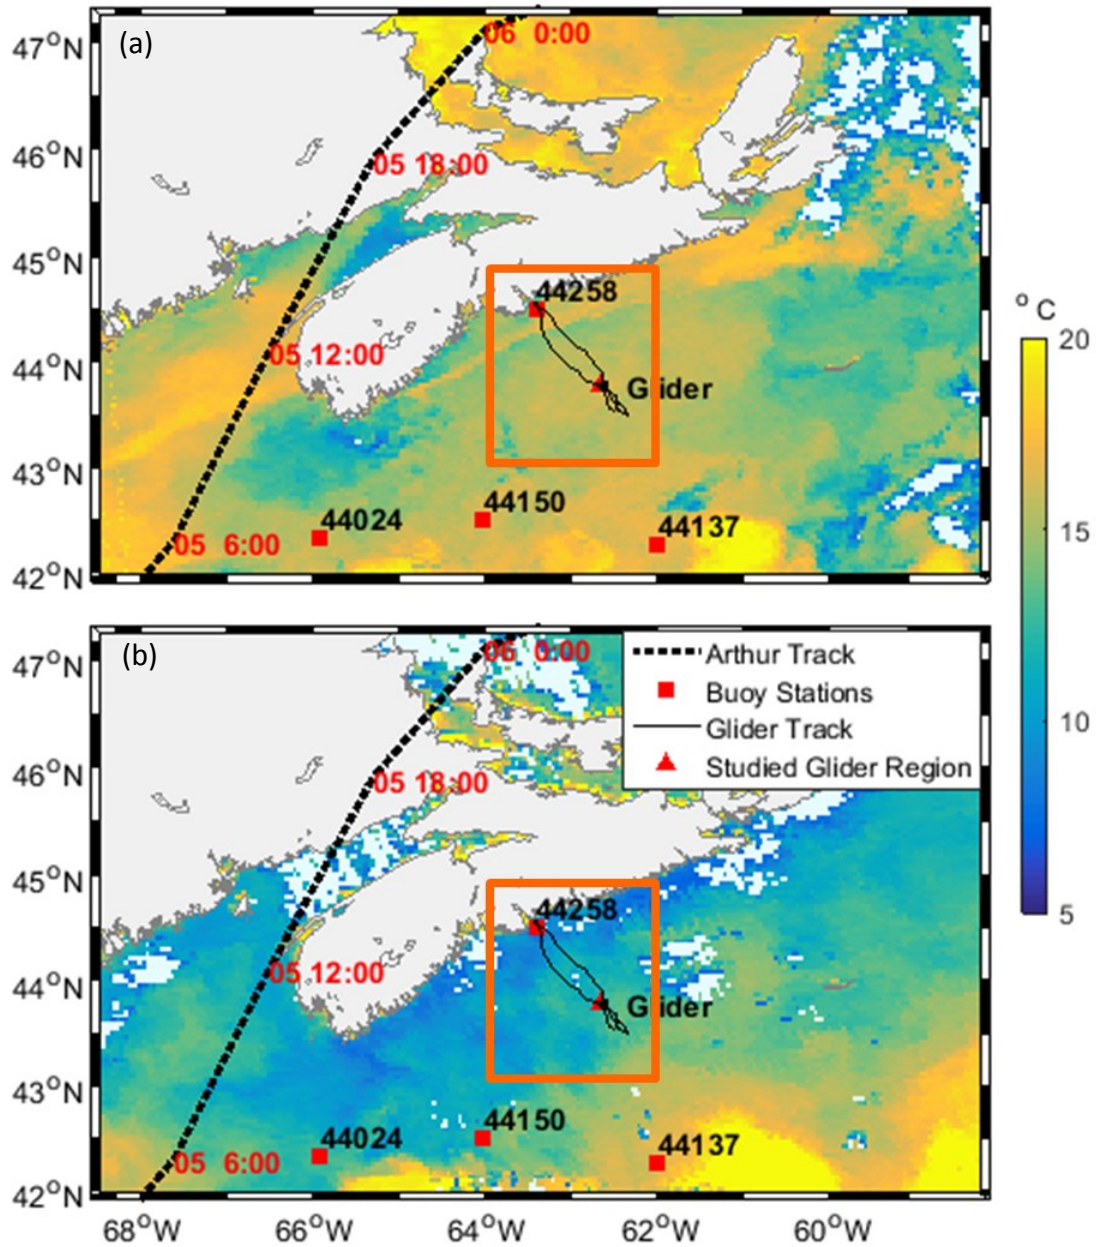 (a)
47°N
46°N
45°N
44°N
43°N
42°N
06 0:00
05 18:00
05 12:00
05 6:00
44258
Glider
44150
44024
44137
°C
20
15
10
5
(b)
47°N
46°N
45°N
44°N
43°N
42°N
06 0:00
05 18:00
05 12:00
05 6:00
Arthur Track
Buoy Stations
Glider Track
Studied Glider Region
44258
Glider
44150
44024
44137
68°W
66°W
64°W
62°W
60°W